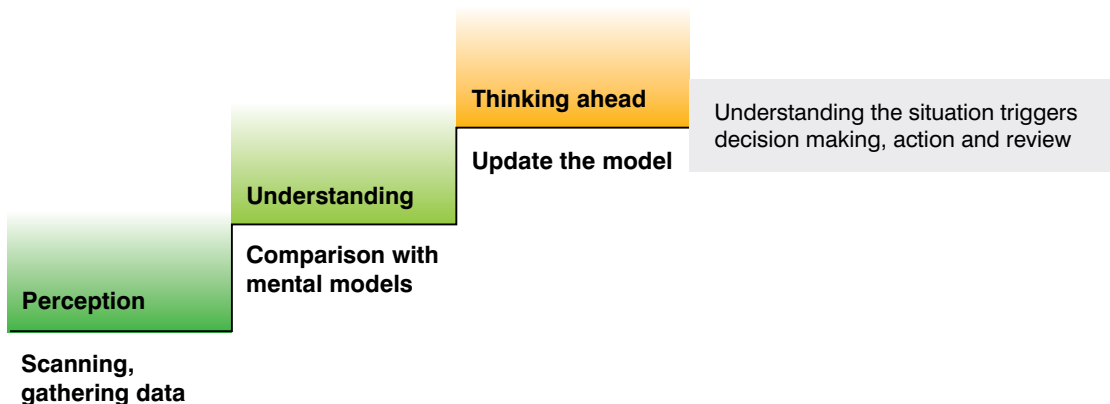 Thinking ahead
Understanding the situation triggers
decision making, action and review
Update the model
Understanding
Comparison with
mental models
Perception
Scanning,
gathering data